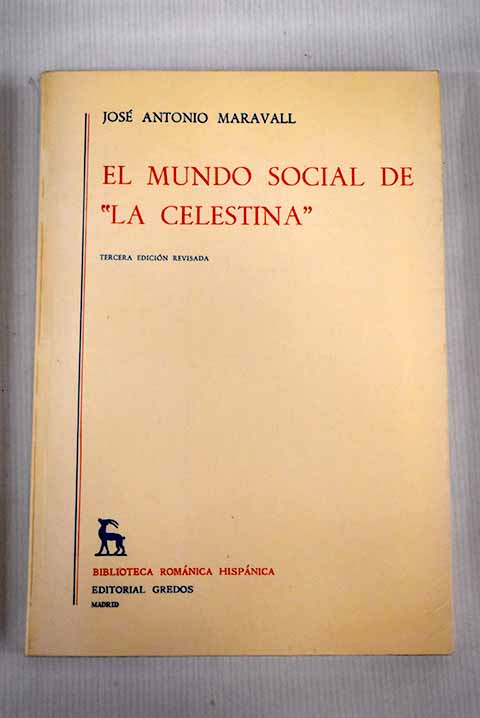 JOSÉ ANTONIO MARAVALL
EL MUNDO SOCIAL DE
“LA CELESTINA”
TERCERA EDICIÓN REVISADA
BIBLIOTECA ROMÁNICA HISPÁNICA
EDITORIAL GREDOS
MADRID